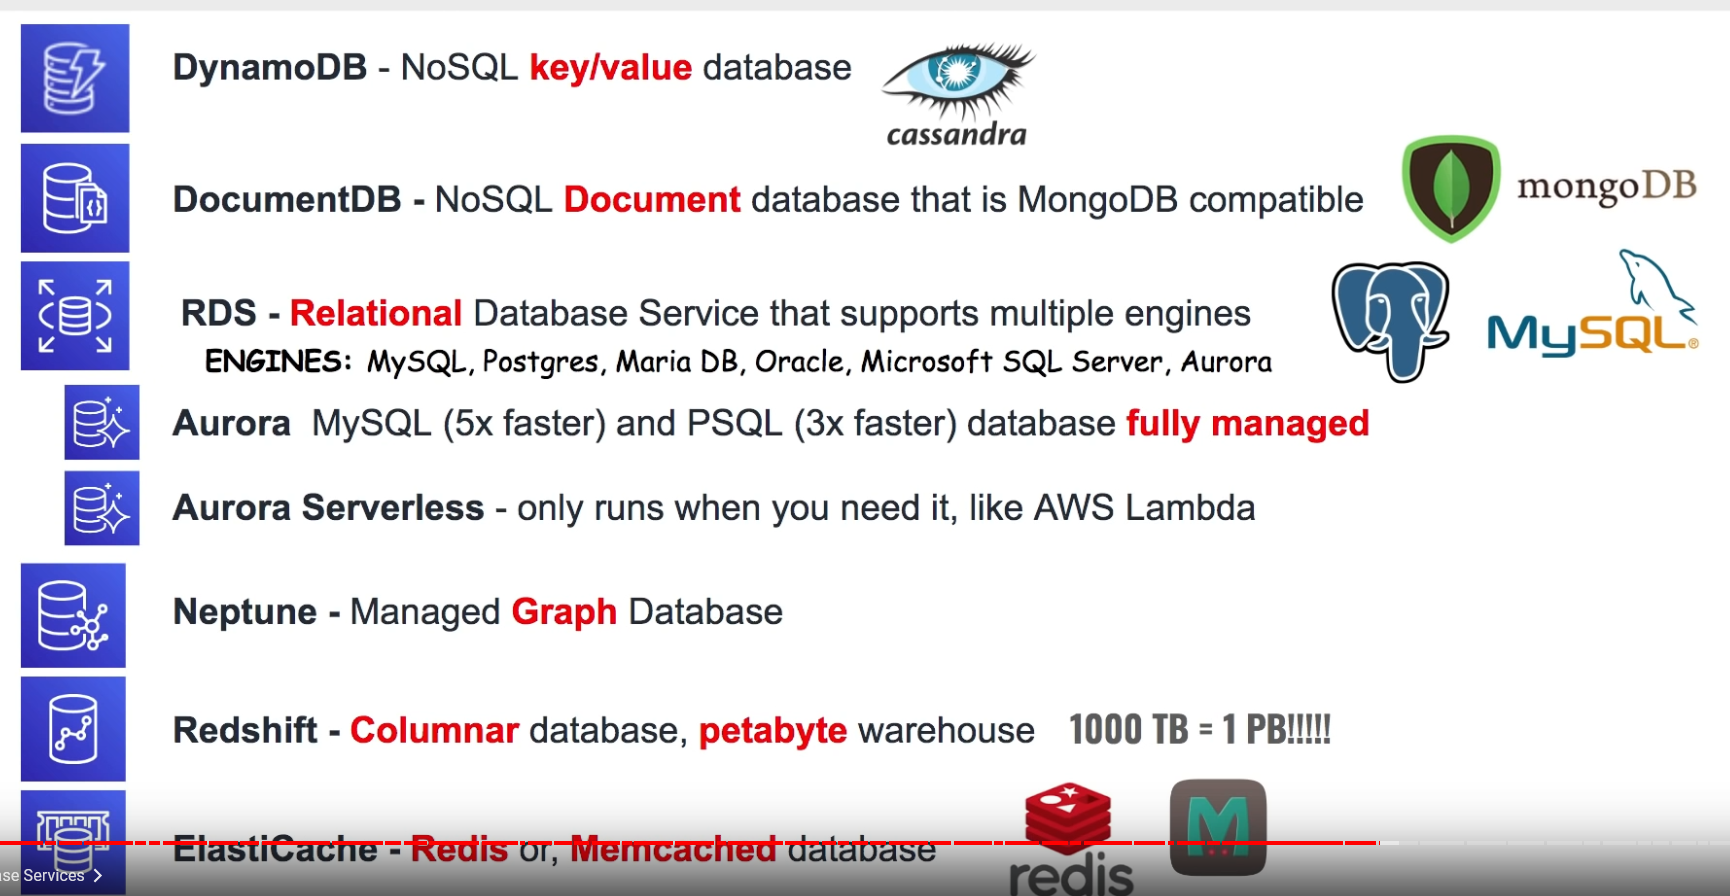 DynamoDB - NoSQL key/value database
cassandra
DocumentDB - NoSQL Document database that is MongoDB compatible
mongoDB
RDS - Relational Database Service that supports multiple engines
MySQL®
ENGINES: MySQL, Postgres, Maria DB, Oracle, Microsoft SQL Server, Aurora
Aurora MySQL (5x faster) and PSQL (3x faster) database fully managed
Aurora Serverless - only runs when you need it, like AWS Lambda
Neptune - Managed Graph Database
Redshift - Columnar database, petabyte warehouse
1000 TB = 1 PB!!!!!
ElastiCache - Redis or, Memcached database
redis
M
Services